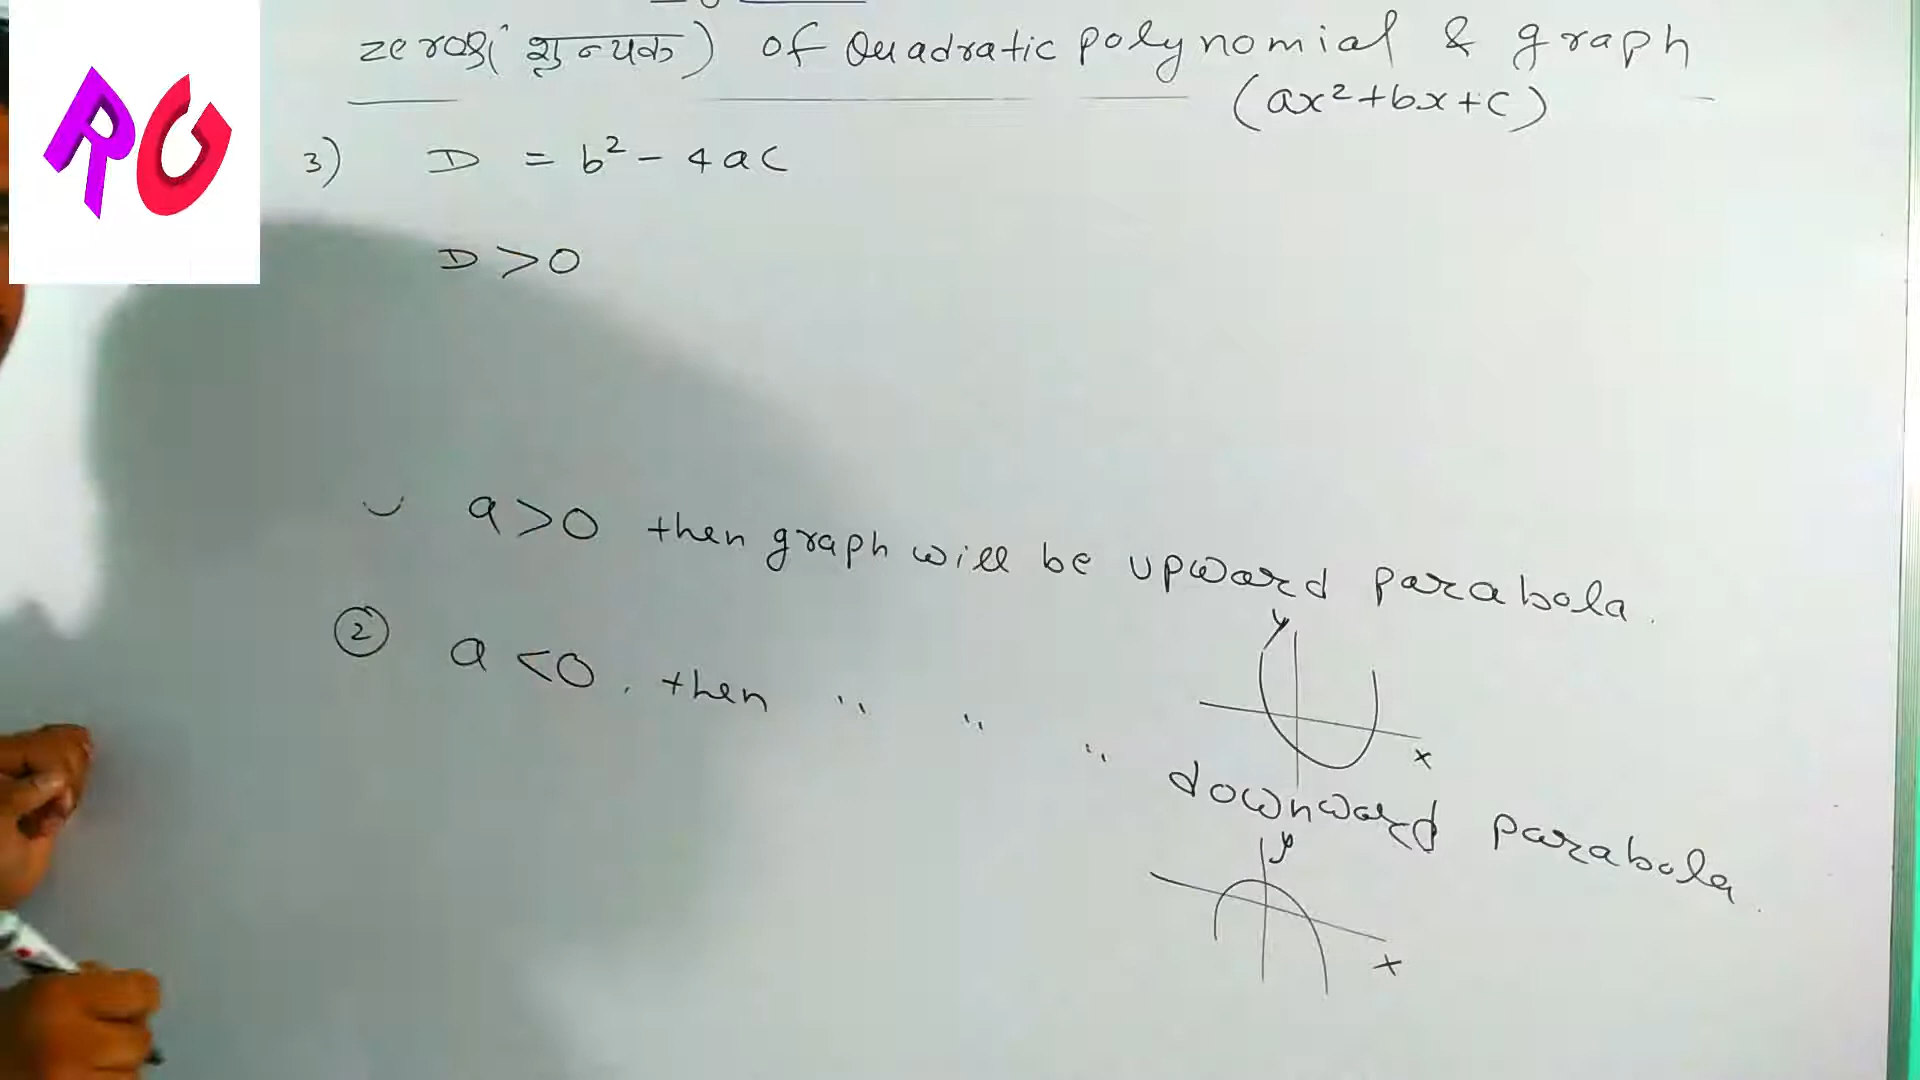 RG
zeros( शुन्यक) of Quadratic polynomial & graph
(ax²+bx+c)
3) D = b² - 4ac
D>0
a>0 then graph will be upward parabola.
y
x
② a<0, then " " " downward parabola.
y
x